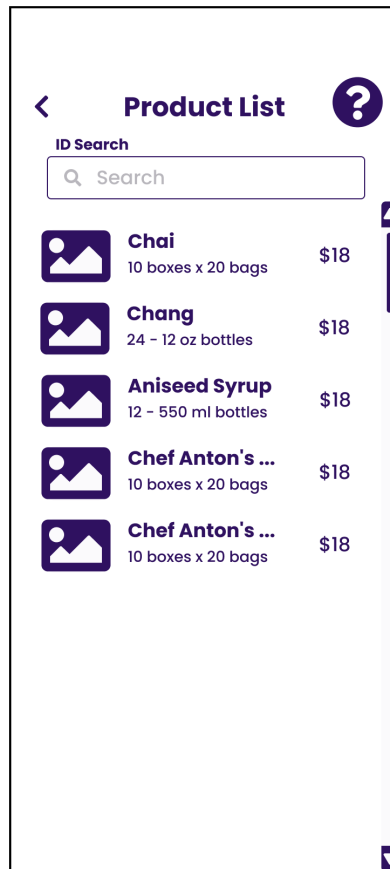 Product List
?
ID Search
Search
Chai
10 boxes x 20 bags
$18
Chang
24 - 12 oz bottles
$18
Aniseed Syrup
12 - 550 ml bottles
$18
Chef Anton's ...
10 boxes x 20 bags
$18
Chef Anton's ...
10 boxes x 20 bags
$18